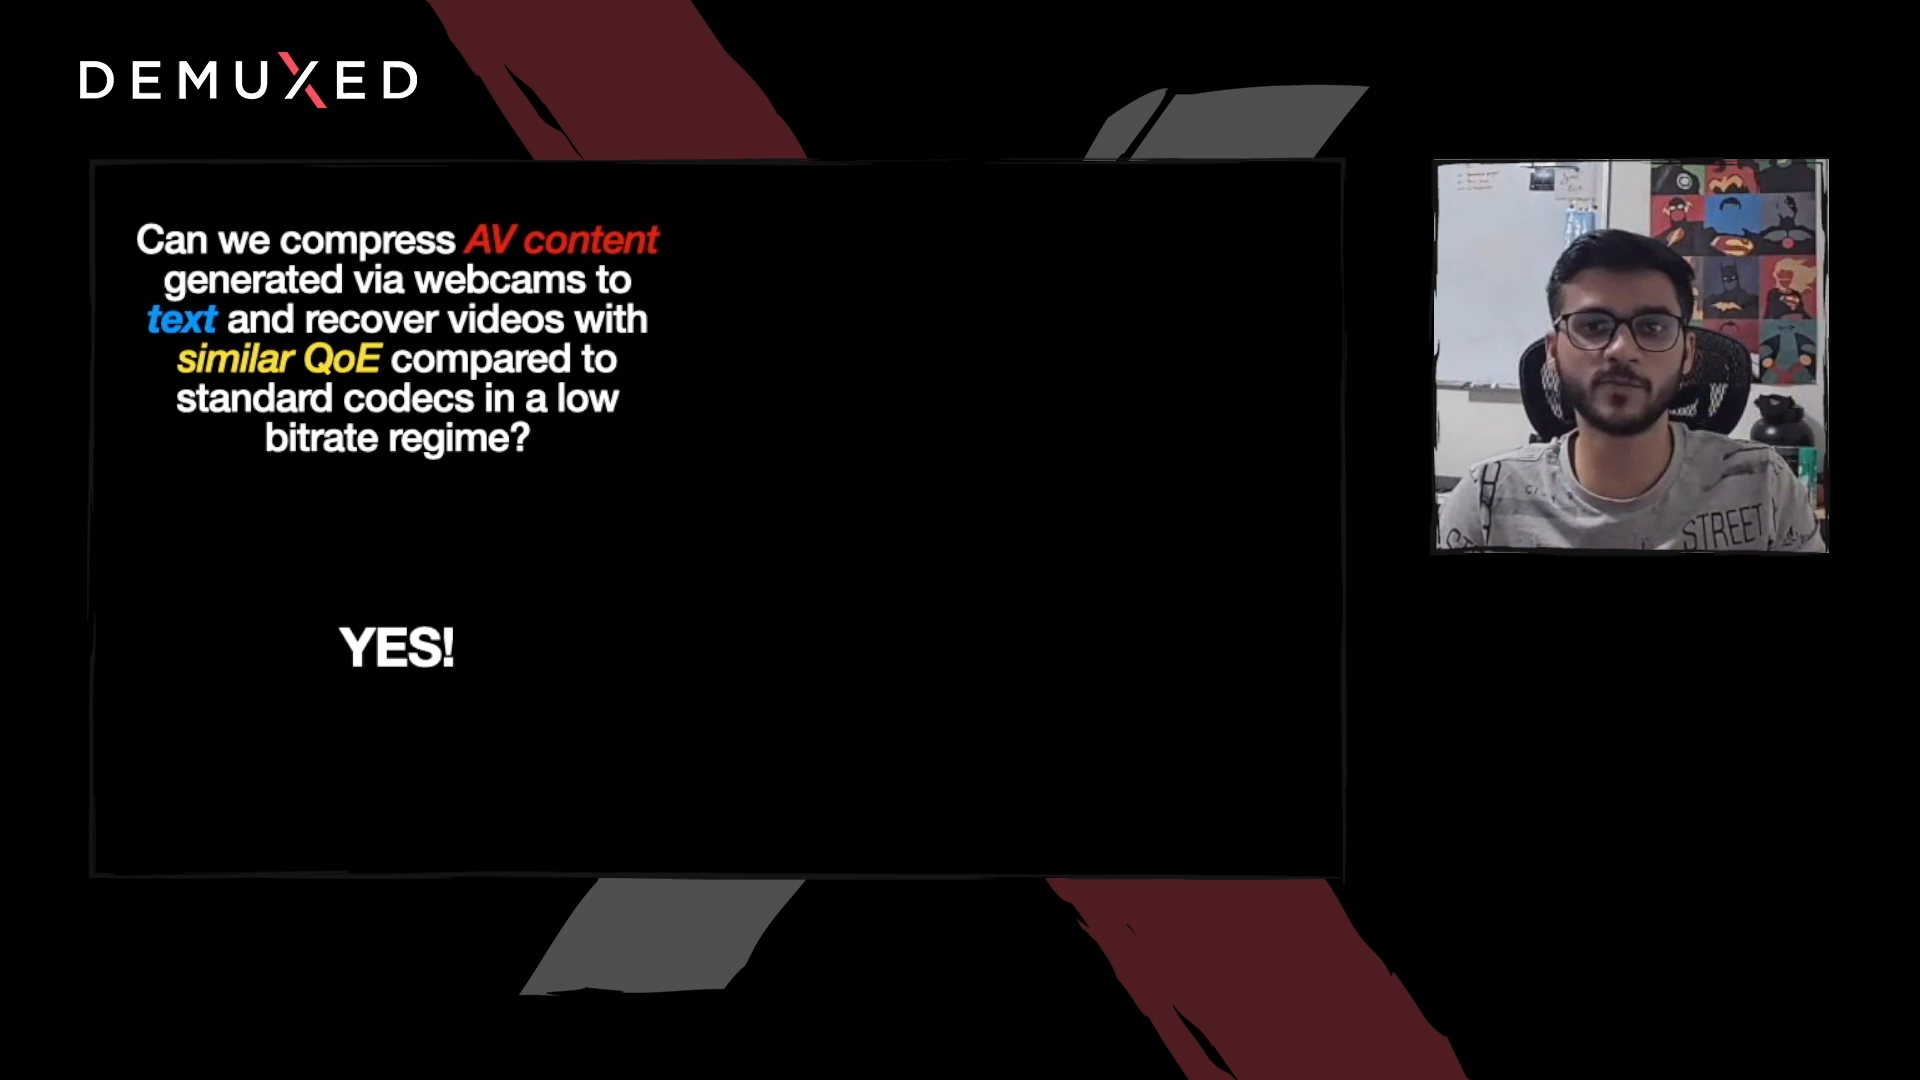 DEMUXED
Can we compress AV content
generated via webcams to
text and recover videos with
similar QoE compared to
standard codecs in a low
bitrate regime?
YES!
STREET